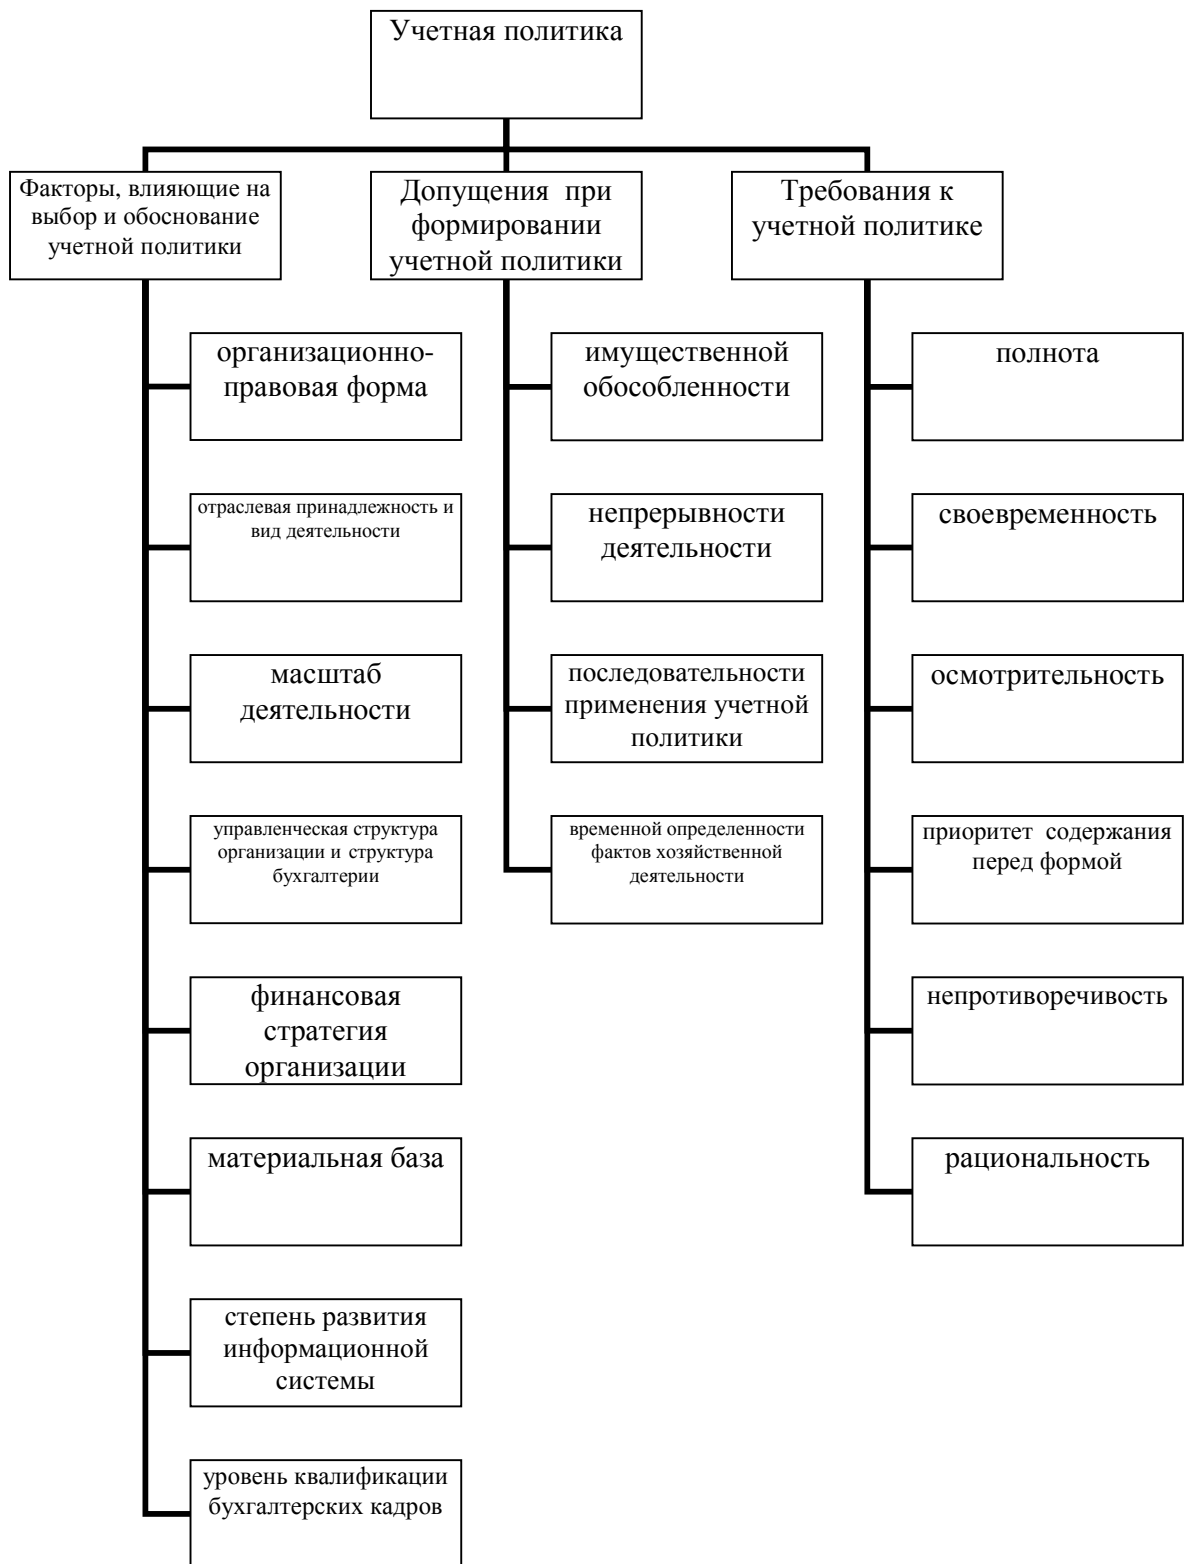 Учетная политика
Факторы, влияющие на
выбор и обоснование
учетной политики
организационно-
правовая форма
отраслевая принадлежность и
вид деятельности
масштаб
деятельности
управленческая структура
организации и структура
бухгалтерии
финансовая
стратегия
организации
материальная база
степень развития
информационной
системы
уровень квалификации
бухгалтерских кадров
Допущения при
формировании
учетной политики
имущественной
обособленности
непрерывности
деятельности
последовательности
применения учетной
политики
временной определенности
фактов хозяйственной
деятельности
Требования к
учетной политике
полнота
своевременность
осмотрительность
приоритет содержания
перед формой
непротиворечивость
рациональность